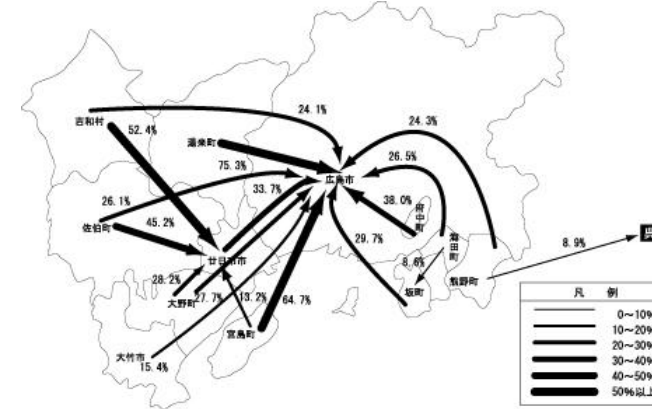 24.1%
24.3%
吉和村
52.4%
湯来町
26.5%
75.3%
広島市
26.1%
33.7%
38.0%
府中町
佐伯町
45.2%
29.7%
海田町
8.9%
廿日市市
8.6%
28.2%
熊野町
坂町
大野町
27.7%
13.2%
64.7%
宮島町
大竹市
15.4%
凡 例
0~10%
10~20%
20~30%
30~40%
40~50%
50%以上